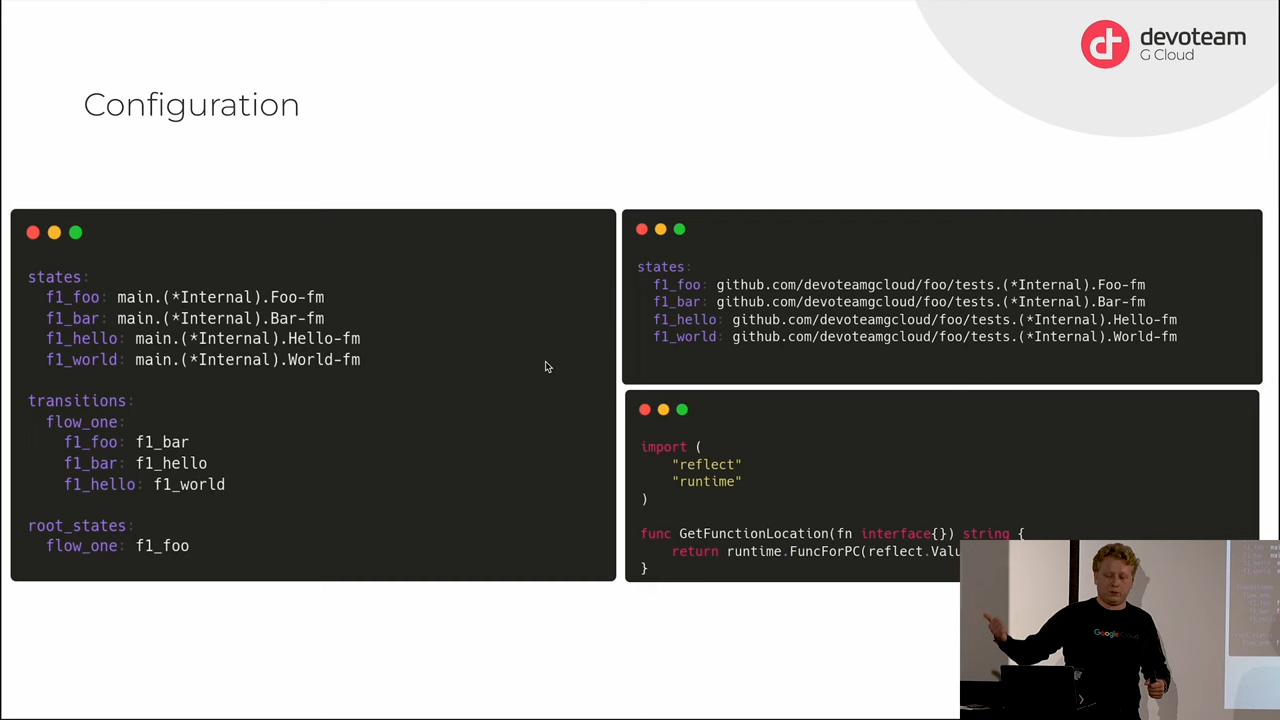 devoteam
G Cloud
Configuration
states:
f1_foo: main.(*Internal).Foo-fm
f1_bar: main.(*Internal).Bar-fm
f1_hello: main.(*Internal).Hello-fm
f1_world: main.(*Internal).World-fm
transitions:
flow_one:
f1_foo: f1_bar
f1_bar: f1_hello
f1_hello: f1_world
root_states:
flow_one: f1_foo
states:
f1_foo: github.com/devoteamgcloud/foo/tests.(*Internal).Foo-fm
f1_bar: github.com/devoteamgcloud/foo/tests.(*Internal).Bar-fm
f1_hello: github.com/devoteamgcloud/foo/tests.(*Internal).Hello-fm
f1_world: github.com/devoteamgcloud/foo/tests.(*Internal).World-fm
import (
"reflect"
"runtime"
)
func GetFunctionLocation(fn interface{}) string {
return runtime.FuncForPC(reflect.Valu
}
Google Cloud